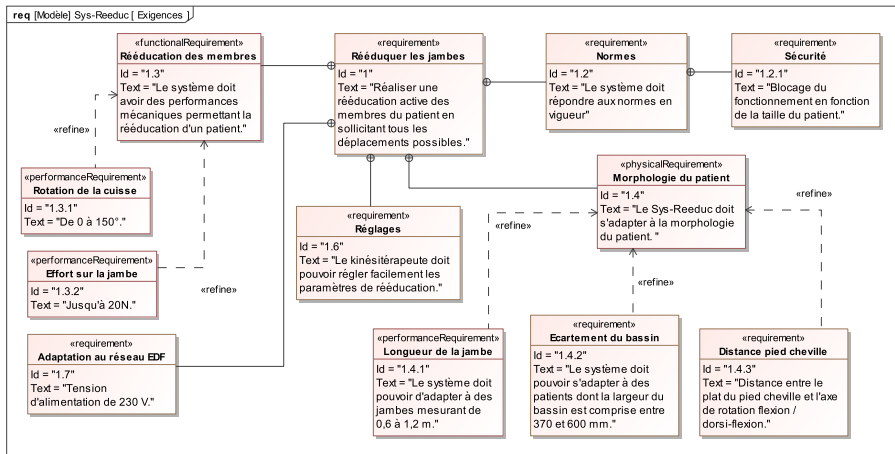 req [Modèle] Sys-Reeduc [ Exigences ]
«functionalRequirement»
Rééducation des membres
Id = "1.3"
Text = "Le système doit
avoir des performances
mécaniques permettant la
rééducation d'un patient."
«requirement»
Rééduquer les jambes
Id = "1"
Text = "Réaliser une
rééducation active des
membres du patient en
sollicitant tous les
déplacements possibles."
«requirement»
Normes
Id = "1.2"
Text = "Le système doit
répondre aux normes en
vigueur"
«requirement»
Sécurité
Id = "1.2.1"
Text = "Blocage du
fonctionnement en fonction
de la taille du patient."
«refine»
«performanceRequirement»
Rotation de la cuisse
Id = "1.3.1"
Text = "De 0 à 150°."
«physicalRequirement»
Morphologie du patient
Id = "1.4"
Text = "Le Sys-Reeduc doit
s'adapter à la morphologie
du patient. "
«refine»
«refine»
«requirement»
Réglages
Id = "1.6"
Text = "Le kinésitérapeute doit
pouvoir régler facilement les
paramètres de rééducation."
«performanceRequirement»
Effort sur la jambe
Id = "1.3.2"
Text = "Jusqu'à 20N."
«refine»
«refine»
«requirement»
Adaptation au réseau EDF
Id = "1.7"
Text = "Tension
d'alimentation de 230 V."
«performanceRequirement»
Longueur de la jambe
Id = "1.4.1"
Text = "Le système doit
pouvoir d'adapter à des
jambes mesurant de
0,6 à 1,2 m."
«requirement»
Ecartement du bassin
Id = "1.4.2"
Text = "Le système doit
pouvoir s'adapter à des
patients dont la largeur du
bassin est comprise entre
370 et 600 mm."
«requirement»
Distance pied cheville
Id = "1.4.3"
Text = "Distance entre le
plat du pied cheville et l'axe
de rotation flexion /
dorsi-flexion."